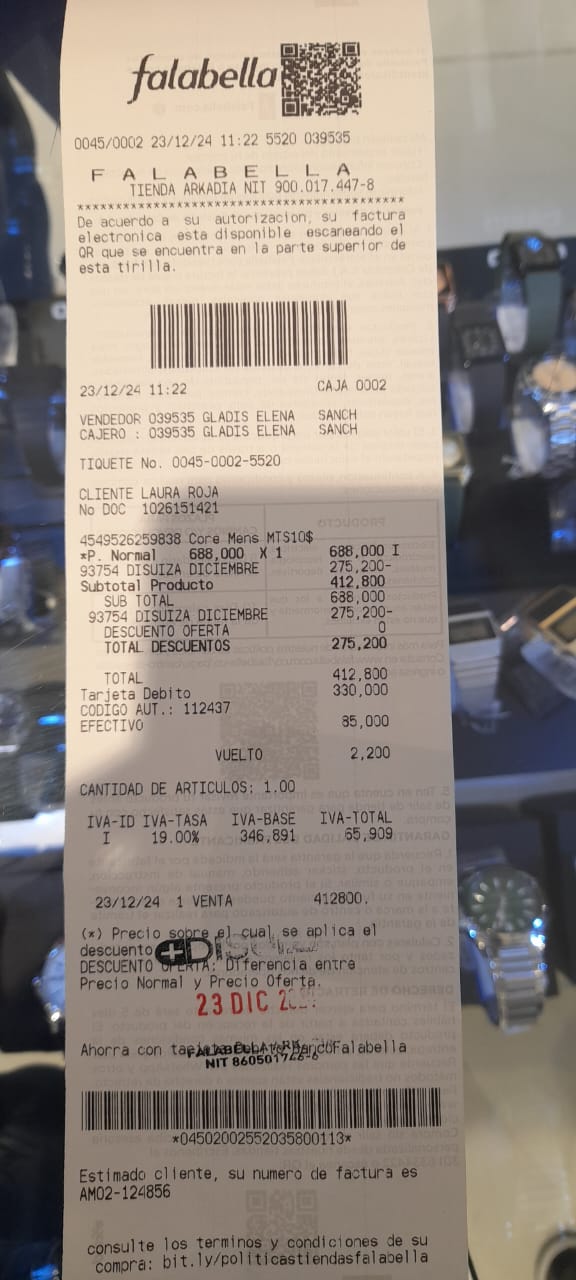 falabella
0045/0002 23/12/24 11:22 5520 039535
F A L A B E L L A
TIENDA ARKADIA NIT 900.017.447-8
******************************************
De acuerdo a su autorizacion, su factura
electronica esta disponible escaneando el
QR que se encuentra en la parte superior de
esta tirilla.
23/12/24 11:22 CAJA 0002
VENDEDOR 039535 GLADIS ELENA SANCH
CAJERO : 039535 GLADIS ELENA SANCH
TIQUETE No. 0045-0002-5520
CLIENTE LAURA ROJA
No DOC 1026151421
4549526259838 Core Mens MTS10$
*P. Normal 688,000 X 1 688,000 I
93754 DISUIZA DICIEMBRE 275,200-
Subtotal Producto 412,800
SUB TOTAL 688,000
93754 DISUIZA DICIEMBRE 275,200-
DESCUENTO OFERTA 0
TOTAL DESCUENTOS 275,200
TOTAL 412,800
Tarjeta Debito 330,000
CODIGO AUT.: 112437
EFECTIVO 85,000
VUELTO 2,200
CANTIDAD DE ARTICULOS: 1.00
IVA-ID IVA-TASA IVA-BASE IVA-TOTAL
I 19.00% 346,891 65,909
23/12/24 1 VENTA 412800.
(*) Precio sobre el cual se aplica el
descuento
DESCUENTO OFERTA: Diferencia entre
Precio Normal y Precio Oferta.
23 DIC
Ahorra con tarjeta BancoFalabella
FALABELLA
NIT
*04502002552035800113*
Estimado cliente, su numero de factura es
AM02-124856
consulte los terminos y condiciones de su
compra: bit.ly/politicastiendasfalabella